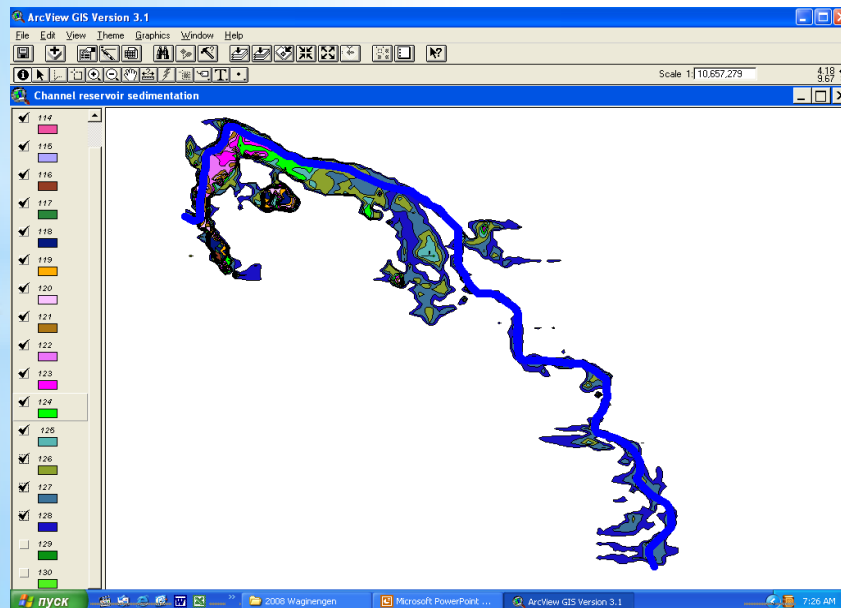 ArcView GIS Version 3.1
File Edit View Theme Graphics Window Help
Scale 1: 10,657,279
4.18
9.67
Channel reservoir sedimentation
114
115
116
117
118
119
120
121
122
123
124
125
126
127
128
129
130
пуск
2008 Waginengen
Microsoft PowerPoint ...
ArcView GIS Version 3.1
7:26 AM